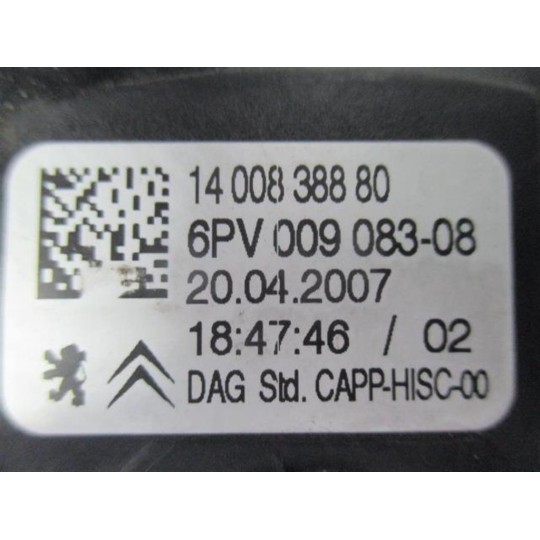 14 008 388 80
6PV 009 083-08
20.04.2007
18:47:46 / 02
DAG Std. CAPP-HISC-00